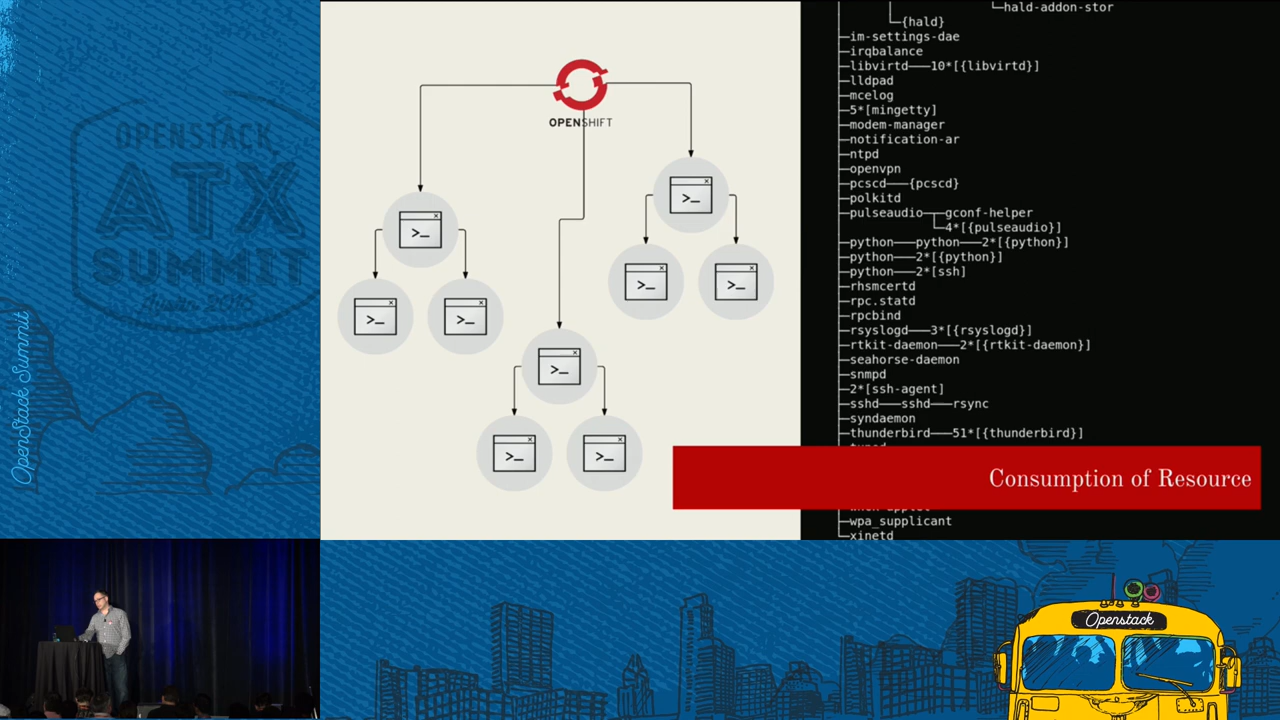 OPENSTACK
ATX
SUMMIT
OpenStack Summit
OPENSHIFT
>_
>_
>_
>_
>_
>_
>_
>_
>_
└─hald-addon-stor
└─{hald}
├─im-settings-dae
├─irqbalance
├─libvirtd───10*[{libvirtd}]
├─lldpad
├─mcelog
├─5*[mingetty]
├─modem-manager
├─notification-ar
├─ntpd
├─openvpn
├─pcscd───{pcscd}
├─polkitd
├─pulseaudio─┬─gconf-helper
└─4*[{pulseaudio}]
├─python───python───2*[{python}]
├─python───2*[{python}]
├─python───2*[ssh]
├─rhsmcertd
├─rpc.statd
├─rpcbind
├─rsyslogd───3*[{rsyslogd}]
├─rtkit-daemon───2*[{rtkit-daemon}]
├─seahorse-daemon
├─snmpd
├─2*[ssh-agent]
├─sshd───sshd───rsync
├─syndaemon
├─thunderbird───51*[{thunderbird}]
Consumption of Resource
├─wpa_supplicant
├─xinetd
Openstack